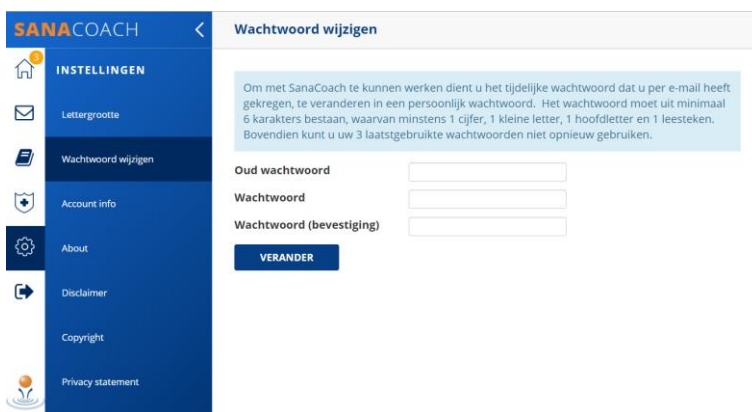 SANACOACH
3
INSTELLINGEN
Lettergrootte
Wachtwoord wijzigen
Account info
About
Disclaimer
Copyright
Privacy statement
Wachtwoord wijzigen
Om met SanaCoach te kunnen werken dient u het tijdelijke wachtwoord dat u per e-mail heeft
gekregen, te veranderen in een persoonlijk wachtwoord. Het wachtwoord moet uit minimaal
6 karakters bestaan, waarvan minstens 1 cijfer, 1 kleine letter, 1 hoofdletter en 1 leesteken.
Bovendien kunt u uw 3 laatstgebruikte wachtwoorden niet opnieuw gebruiken.
Oud wachtwoord
Wachtwoord
Wachtwoord (bevestiging)
VERANDER